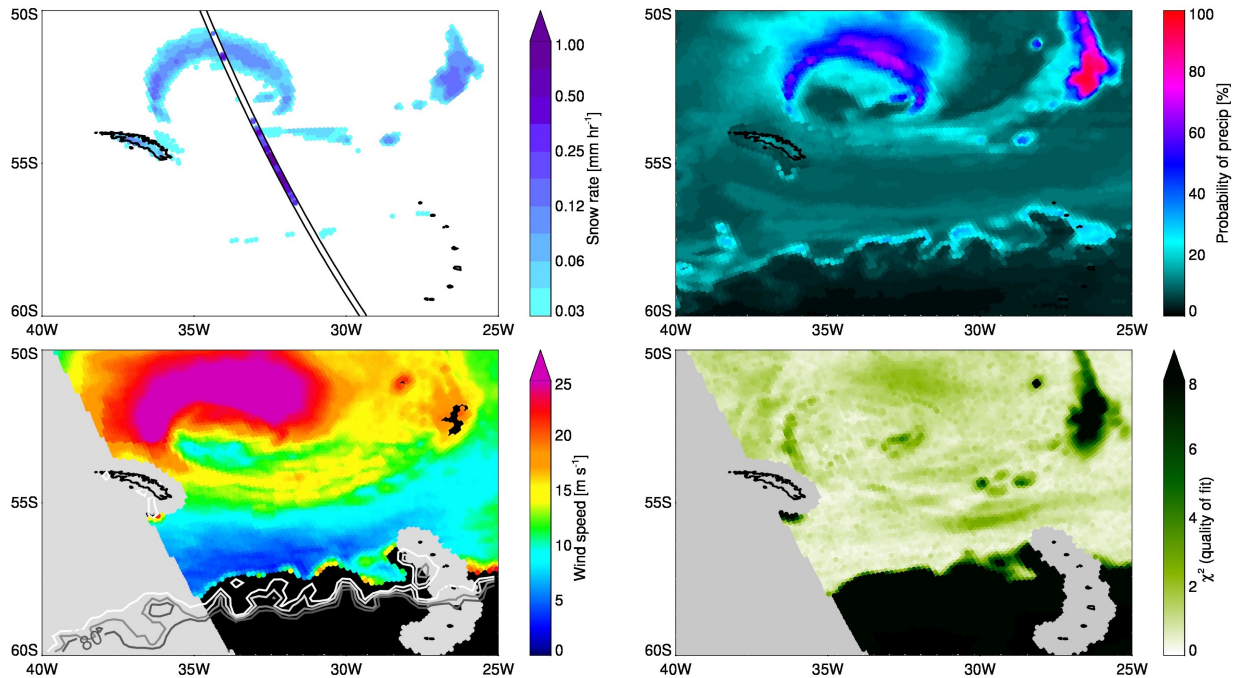 50S
55S
60S
40W
35W
30W
25W
1.00
0.50
0.25
0.12
0.06
0.03
Snow rate [mm hr⁻¹]
50S
55S
60S
40W
35W
30W
25W
100
80
60
40
20
0
Probability of precip [%]
50S
55S
60S
40W
35W
30W
25W
25
20
15
10
5
0
Wind speed [m s⁻¹]
50S
55S
60S
40W
35W
30W
25W
8
6
4
2
0
χ² (quality of fit)